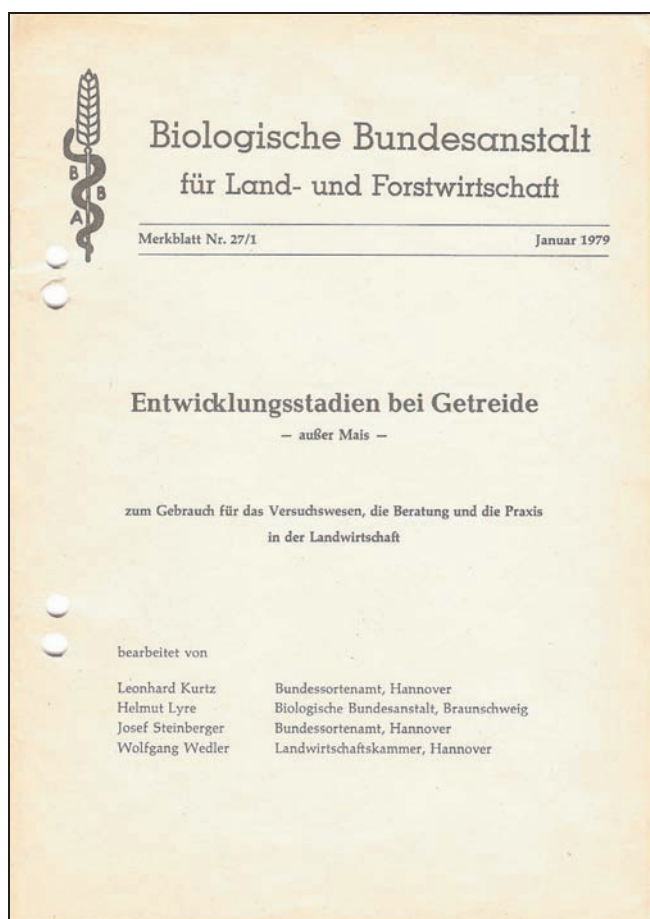 B
B
A
Biologische Bundesanstalt
für Land- und Forstwirtschaft
Merkblatt Nr. 27/1 Januar 1979
Entwicklungsstadien bei Getreide
— außer Mais —
zum Gebrauch für das Versuchswesen, die Beratung und die Praxis
in der Landwirtschaft
bearbeitet von
Leonhard Kurtz Bundessortenamt, Hannover
Helmut Lyre Biologische Bundesanstalt, Braunschweig
Josef Steinberger Bundessortenamt, Hannover
Wolfgang Wedler Landwirtschaftskammer, Hannover